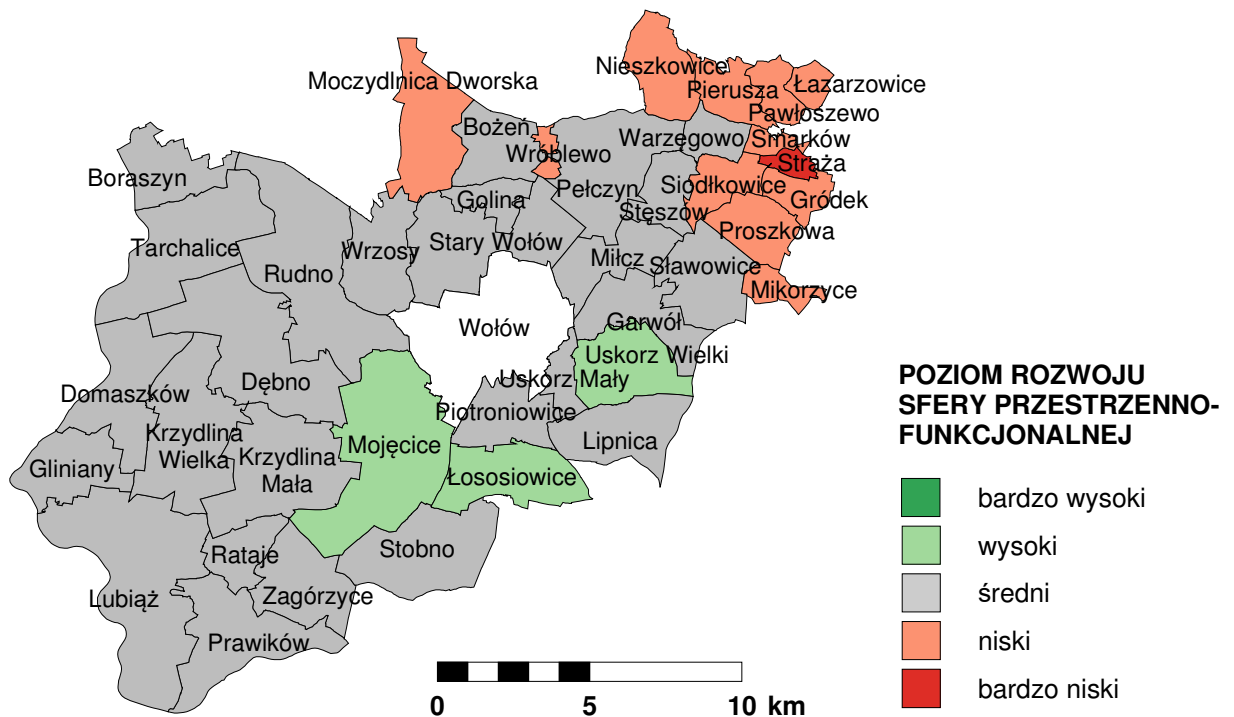 Nieszkowice
Moczydlnica Dworska
Pierusza
Łazarzowice
Pawłoszewo
Bożeń
Warzęgowo
Smarków
Wróblewo
Straża
Boraszyn
Pełczyn
Siodłkowice
Golina
Gródek
Stęszów
Proszkowa
Tarchalice
Wrzosy
Stary Wołów
Miłcz
Sławowice
Rudno
Mikorzyce
Wołów
Garwół
Uskorz Wielki
Dębno
Uskorz Mały
Domaszków
Piotroniowice
Krzydlina
Wielka
Mojęcice
Lipnica
Gliniany
Krzydlina
Mała
Łososiowice
Rataje
Stobno
Lubiąż
Zagórzyce
Prawików
POZIOM ROZWOJU
SFERY PRZESTRZENNO-
FUNKCJONALNEJ
bardzo wysoki
wysoki
średni
niski
bardzo niski
0 5 10 km